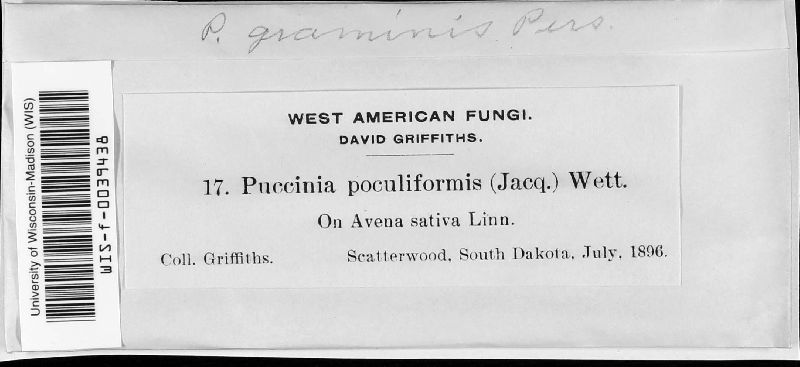 P. graminis Pers.
University of Wisconsin-Madison (WIS)
WIS-f-0039438
WEST AMERICAN FUNGI.
DAVID GRIFFITHS.
17. Puccinia poculiformis (Jacq.) Wett.
On Avena sativa Linn.
Coll. Griffiths. Scatterwood, South Dakota, July, 1896.